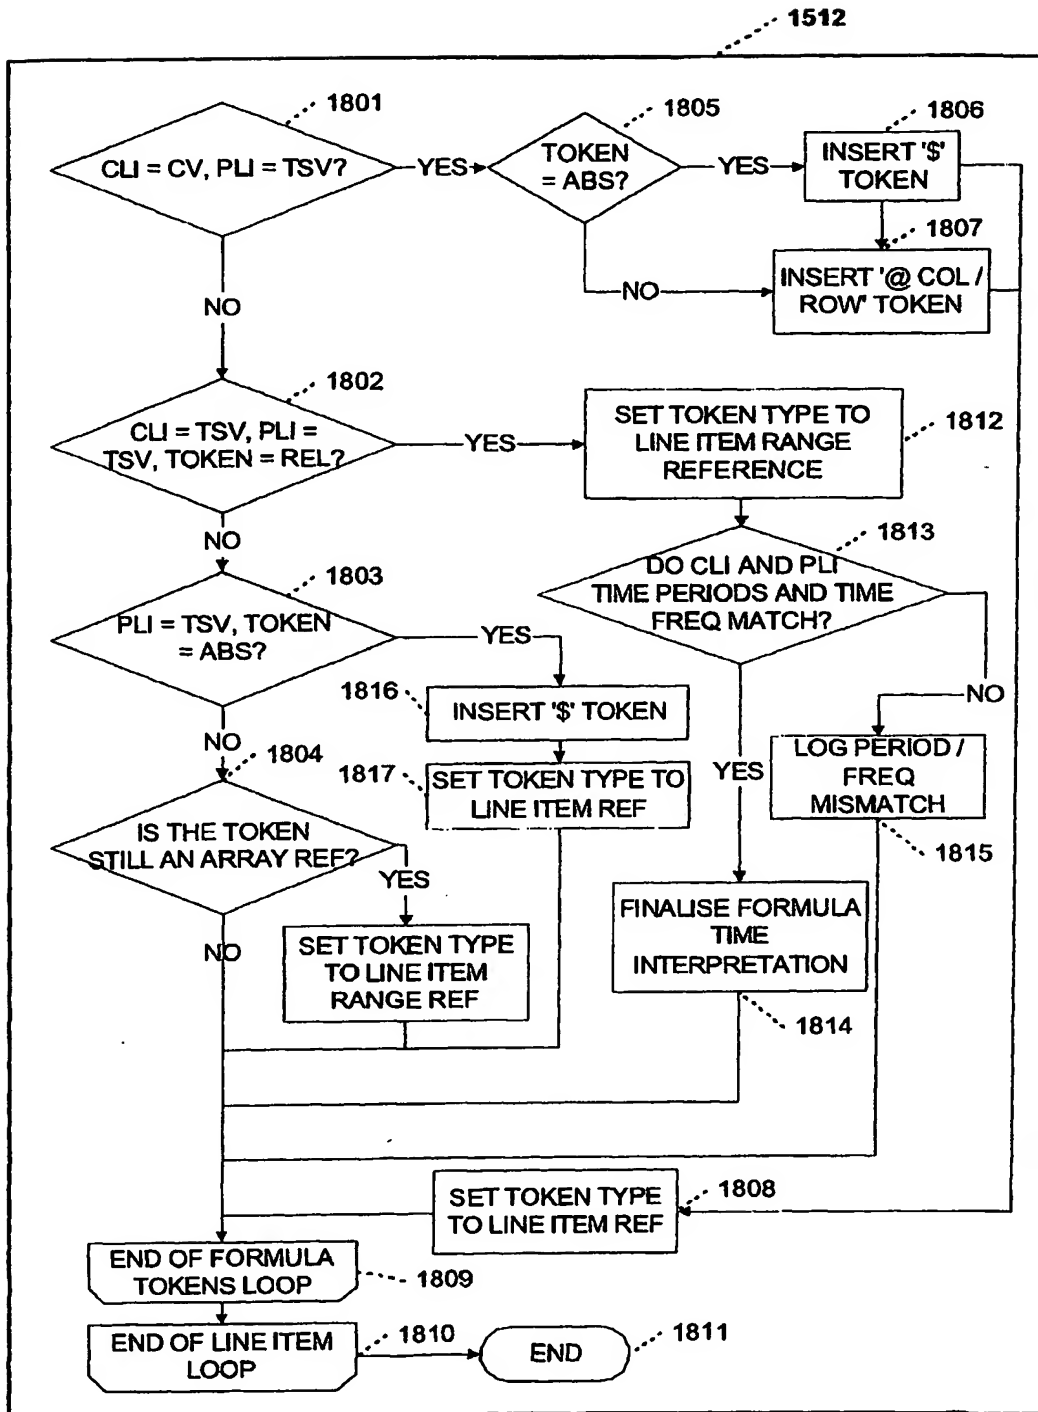 1512
1801
CLI = CV, PLI = TSV?
YES
1805
TOKEN
= ABS?
YES
1806
INSERT '$'
TOKEN
1807
NO
INSERT '@ COL /
ROW' TOKEN
NO
1802
CLI = TSV, PLI =
TSV, TOKEN = REL?
YES
SET TOKEN TYPE TO
LINE ITEM RANGE
REFERENCE
1812
NO
1813
DO CLI AND PLI
TIME PERIODS AND TIME
FREQ MATCH?
1803
PLI = TSV, TOKEN
= ABS?
YES
1816
INSERT '$' TOKEN
NO
NO
1804
1817
SET TOKEN TYPE TO
LINE ITEM REF
YES
LOG PERIOD /
FREQ
MISMATCH
1815
IS THE TOKEN
STILL AN ARRAY REF?
YES
NO
SET TOKEN TYPE
TO LINE ITEM
RANGE REF
FINALISE FORMULA
TIME
INTERPRETATION
1814
SET TOKEN TYPE
TO LINE ITEM REF
1808
END OF FORMULA
TOKENS LOOP
1809
END OF LINE ITEM
LOOP
1810
END
1811